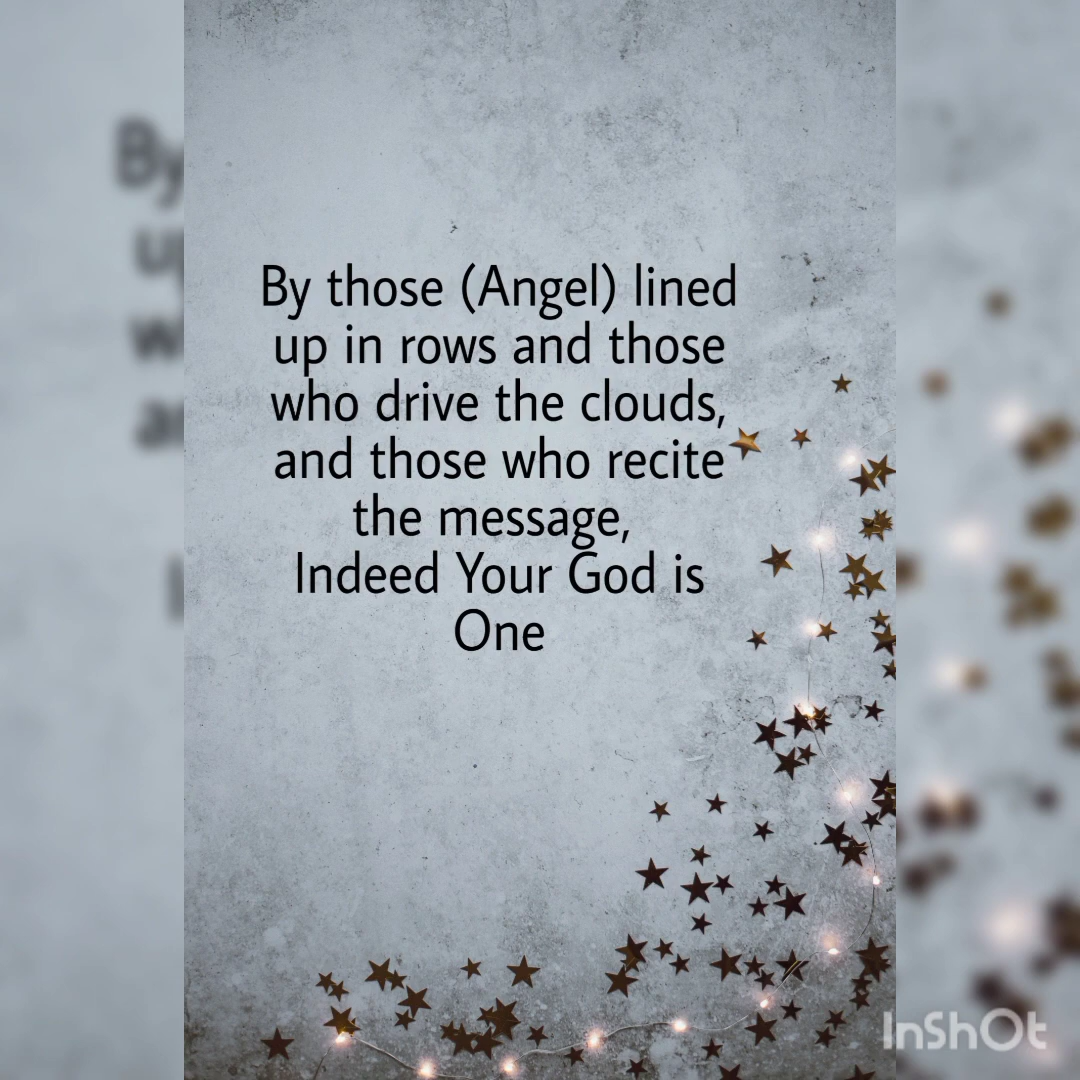 By those (Angel) lined
up in rows and those
who drive the clouds,
and those who recite
the message,
Indeed Your God is
One
InShOt